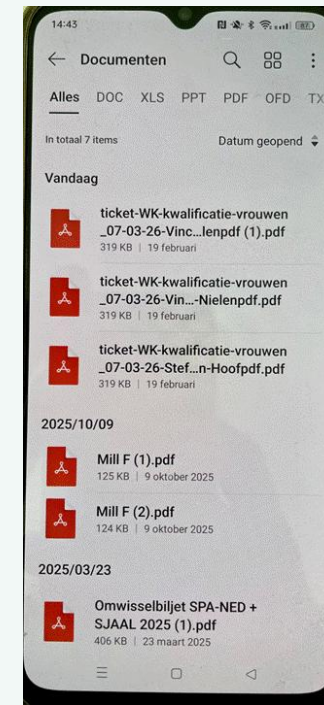 14:43
87
Documenten
Alles DOC XLS PPT PDF OFD TX
In totaal 7 items Datum geopend
Vandaag
ticket-WK-kwalificatie-vrouwen
_07-03-26-Vinc...lenpdf (1).pdf
319 KB | 19 februari
ticket-WK-kwalificatie-vrouwen
_07-03-26-Vin...-Nielenpdf.pdf
319 KB | 19 februari
ticket-WK-kwalificatie-vrouwen
_07-03-26-Stef...n-Hoofpdf.pdf
319 KB | 19 februari
2025/10/09
Mill F (1).pdf
125 KB | 9 oktober 2025
Mill F (2).pdf
124 KB | 9 oktober 2025
2025/03/23
Omwisselbiljet SPA-NED +
SJAAL 2025 (1).pdf
406 KB | 23 maart 2025